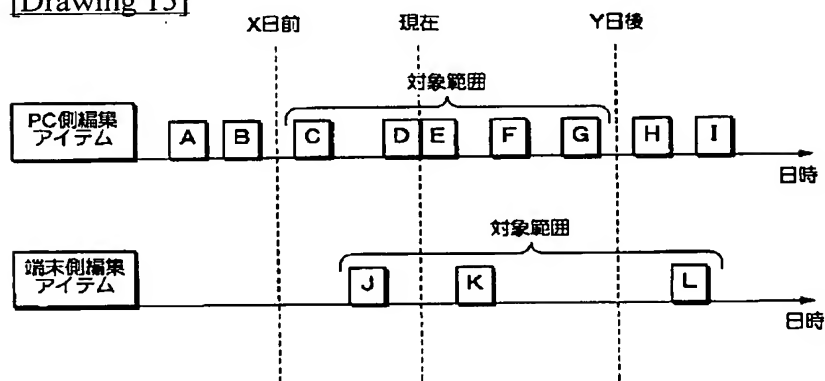 [Drawing 15]
X日前 現在 Y日後
対象範囲
PC側編集
アイテム
A B C D E F G H I
日時
対象範囲
端末側編集
アイテム
J K L
日時